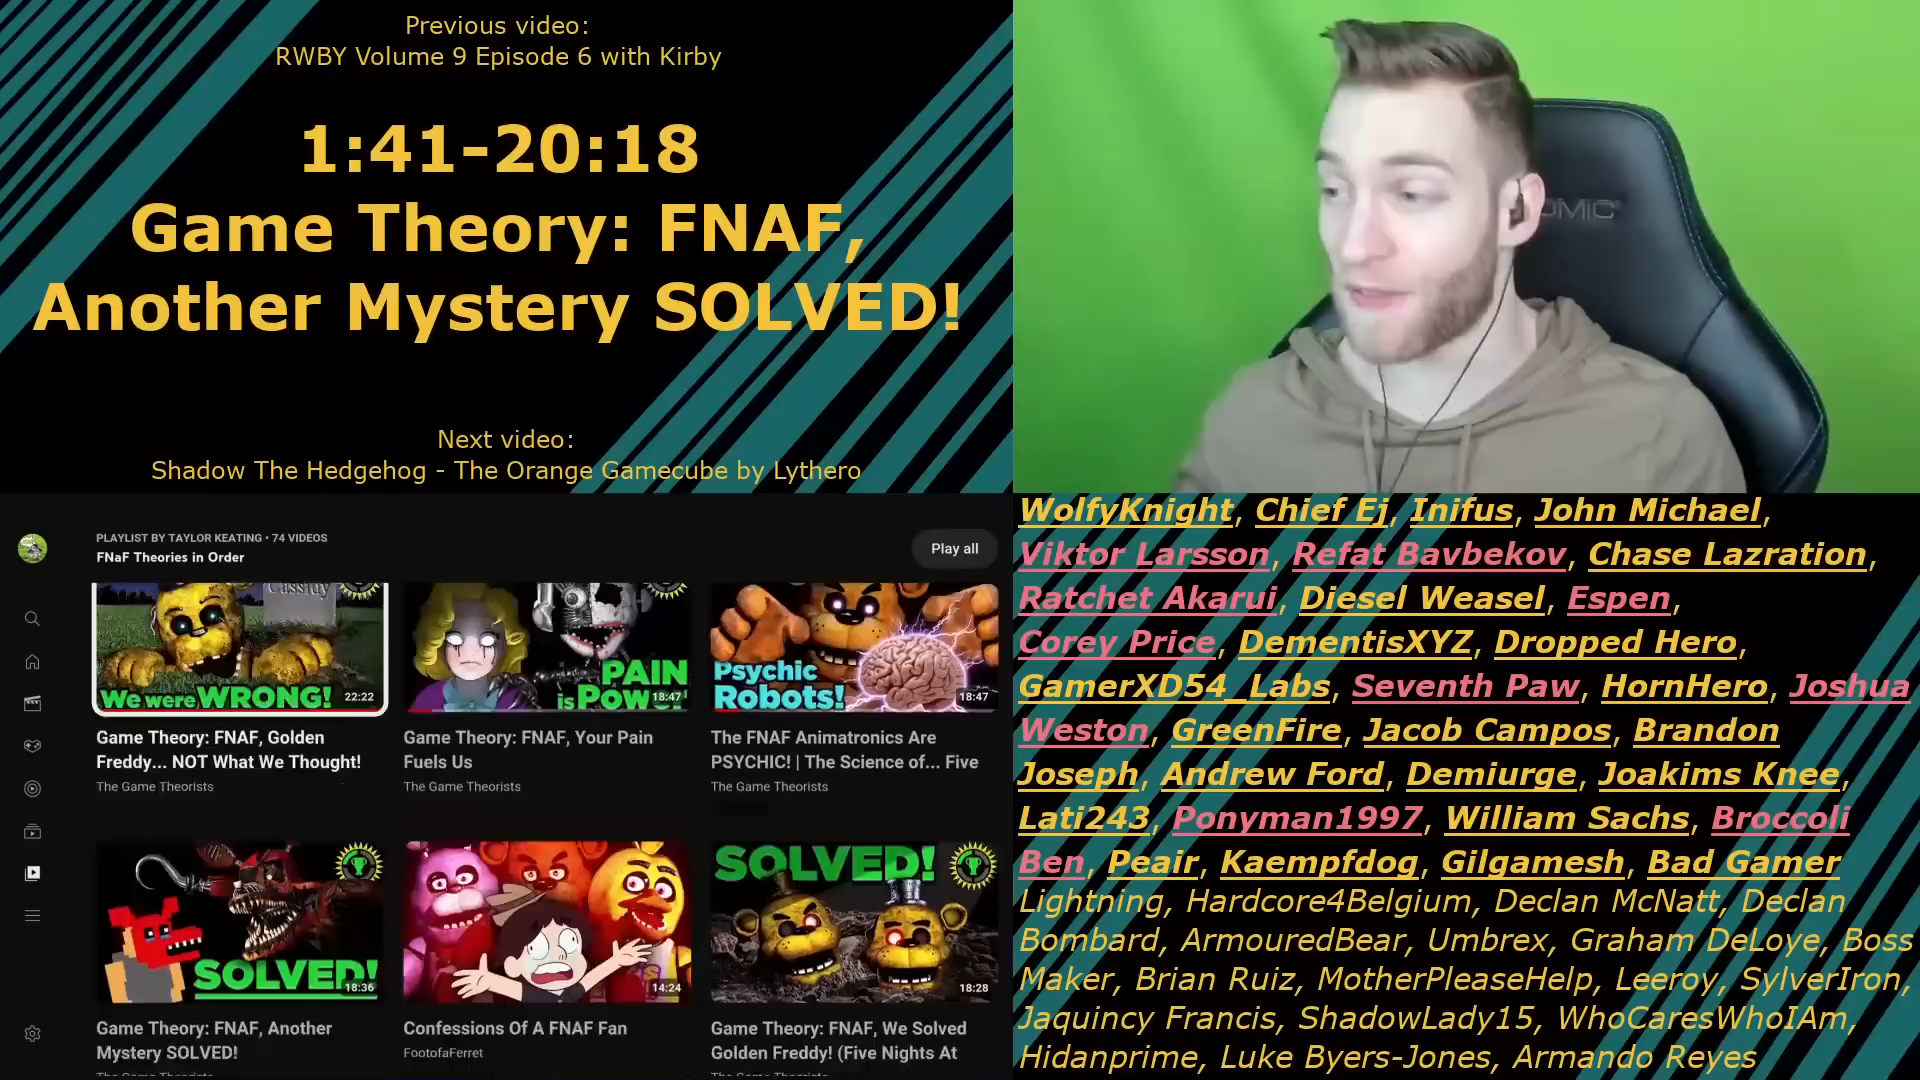 Previous video:
RWBY Volume 9 Episode 6 with Kirby
1:41-20:18
Game Theory: FNAF,
Another Mystery SOLVED!
Next video:
Shadow The Hedgehog - The Orange Gamecube by Lythero
OMIC
PLAYLIST BY TAYLOR KEATING • 74 VIDEOS
FNaF Theories in Order
Play all
Cassidy
We were WRONG!
22:22
PAIN
is Pow
18:47
Psychic
Robots!
18:47
Game Theory: FNAF, Golden
Freddy... NOT What We Thought!
The Game Theorists
Game Theory: FNAF, Your Pain
Fuels Us
The Game Theorists
The FNAF Animatronics Are
PSYCHIC! | The Science of... Five
The Game Theorists
SOLVED!
18:36
14:24
SOLVED!
18:28
Game Theory: FNAF, Another
Mystery SOLVED!
The Game Theorists
Confessions Of A FNAF Fan
FootofaFerret
Game Theory: FNAF, We Solved
Golden Freddy! (Five Nights At
The Game Theorists
WolfyKnight, Chief Ej, Inifus, John Michael,
Viktor Larsson, Refat Bavbekov, Chase Lazration,
Ratchet Akarui, Diesel Weasel, Espen,
Corey Price, DementisXYZ, Dropped Hero,
GamerXD54_Labs, Seventh Paw, HornHero, Joshua
Weston, GreenFire, Jacob Campos, Brandon
Joseph, Andrew Ford, Demiurge, Joakims Knee,
Lati243, Ponyman1997, William Sachs, Broccoli
Ben, Peair, Kaempfdog, Gilgamesh, Bad Gamer
Lightning, Hardcore4Belgium, Declan McNatt, Declan
Bombard, ArmouredBear, Umbrex, Graham DeLoye, Boss
Maker, Brian Ruiz, MotherPleaseHelp, Leeroy, SylverIron,
Jaquincy Francis, ShadowLady15, WhoCaresWhoIAm,
Hidanprime, Luke Byers-Jones, Armando Reyes